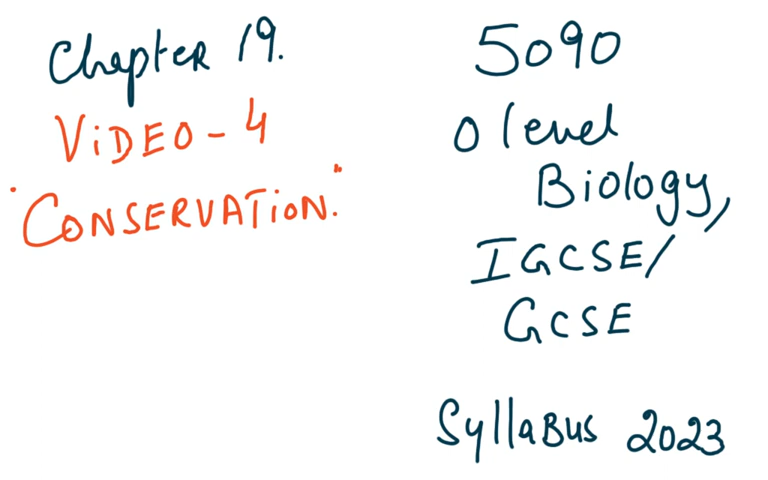 Chapter 19.
ViDEO - 4
"CONSERVATiON."
5090
O level
Biology,
IGCSE/
GCSE
SyllaBus 2023